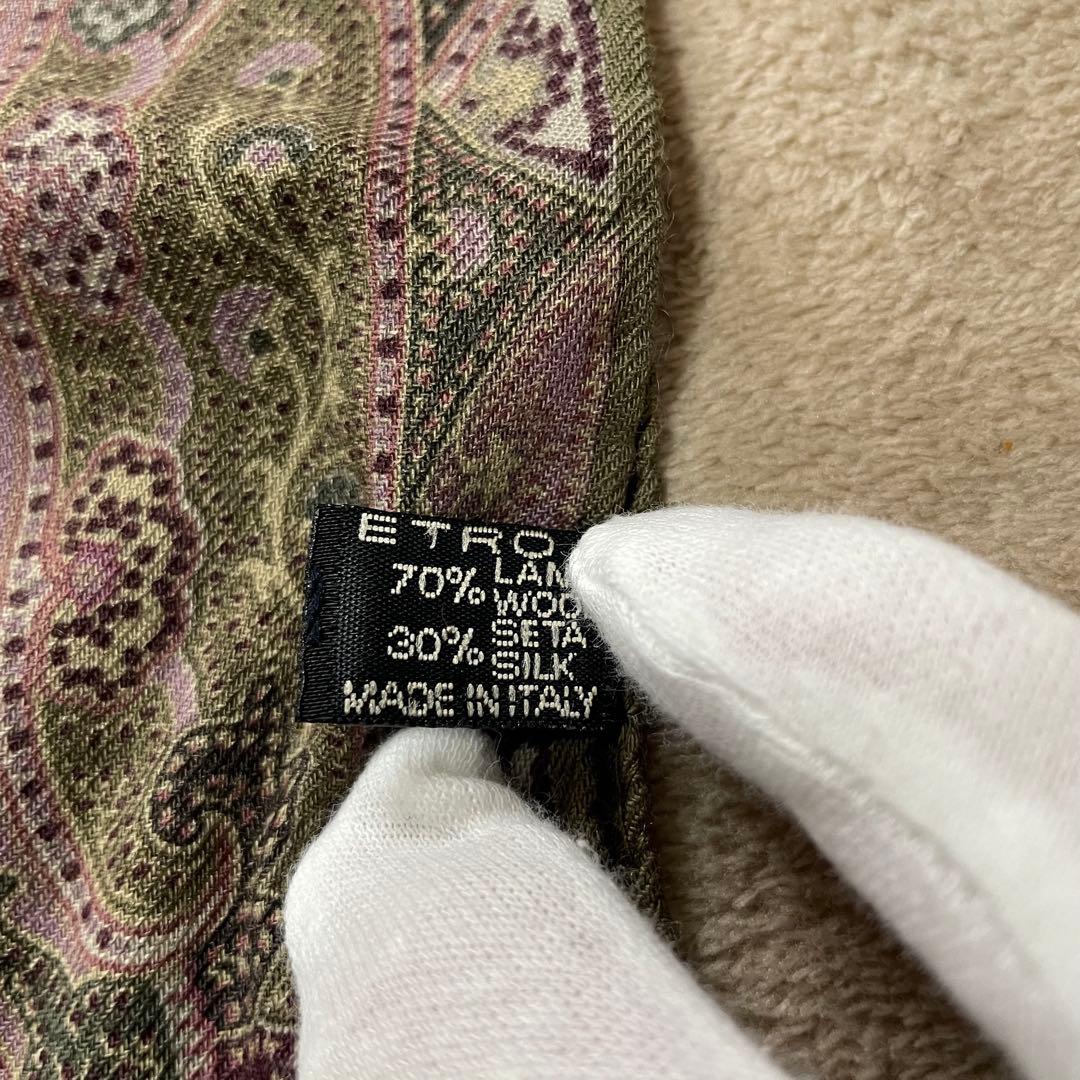 ETRO
70% LAN
WOO
30% SETA
SILK
MADE IN ITALY